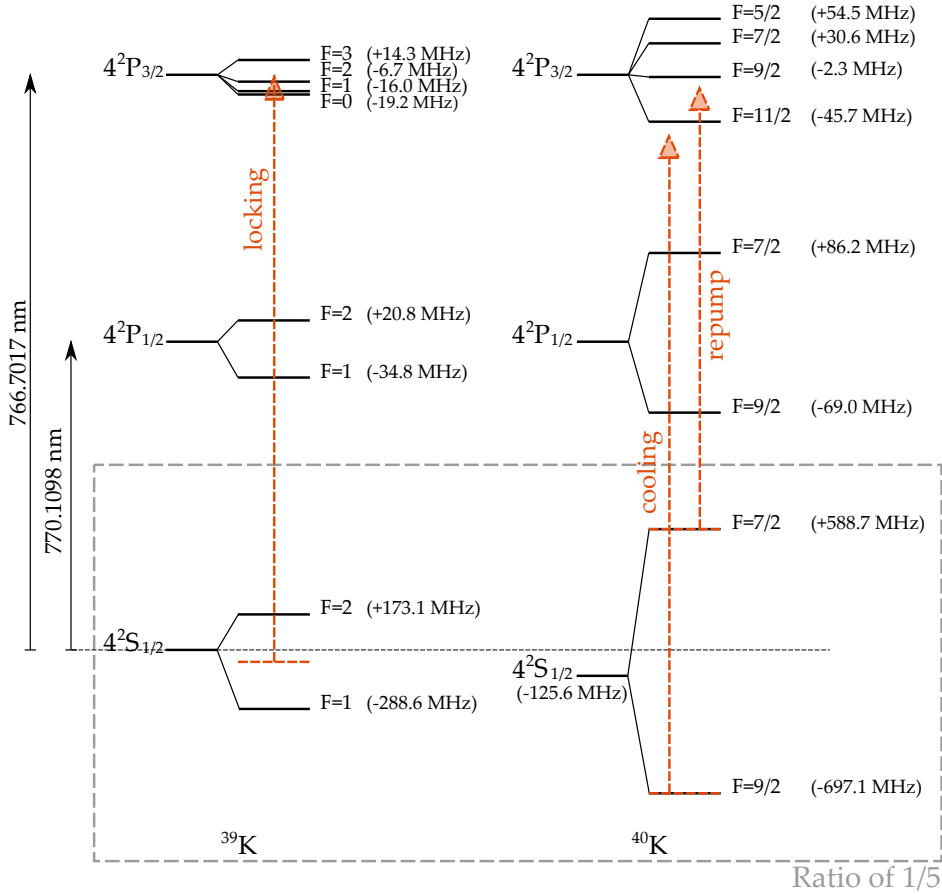 4²P₃/₂
F=3 (+14.3 MHz)
F=2 (-6.7 MHz)
F=1 (-16.0 MHz)
F=0 (-19.2 MHz)
4²P₃/₂
F=5/2 (+54.5 MHz)
F=7/2 (+30.6 MHz)
F=9/2 (-2.3 MHz)
F=11/2 (-45.7 MHz)
locking
4²P₁/₂
F=2 (+20.8 MHz)
F=1 (-34.8 MHz)
4²P₁/₂
F=7/2 (+86.2 MHz)
F=9/2 (-69.0 MHz)
repump
cooling
766.7017 nm
770.1098 nm
4²S₁/₂
F=2 (+173.1 MHz)
F=1 (-288.6 MHz)
4²S₁/₂
(-125.6 MHz)
F=7/2 (+588.7 MHz)
F=9/2 (-697.1 MHz)
³⁹K
⁴⁰K
Ratio of 1/5